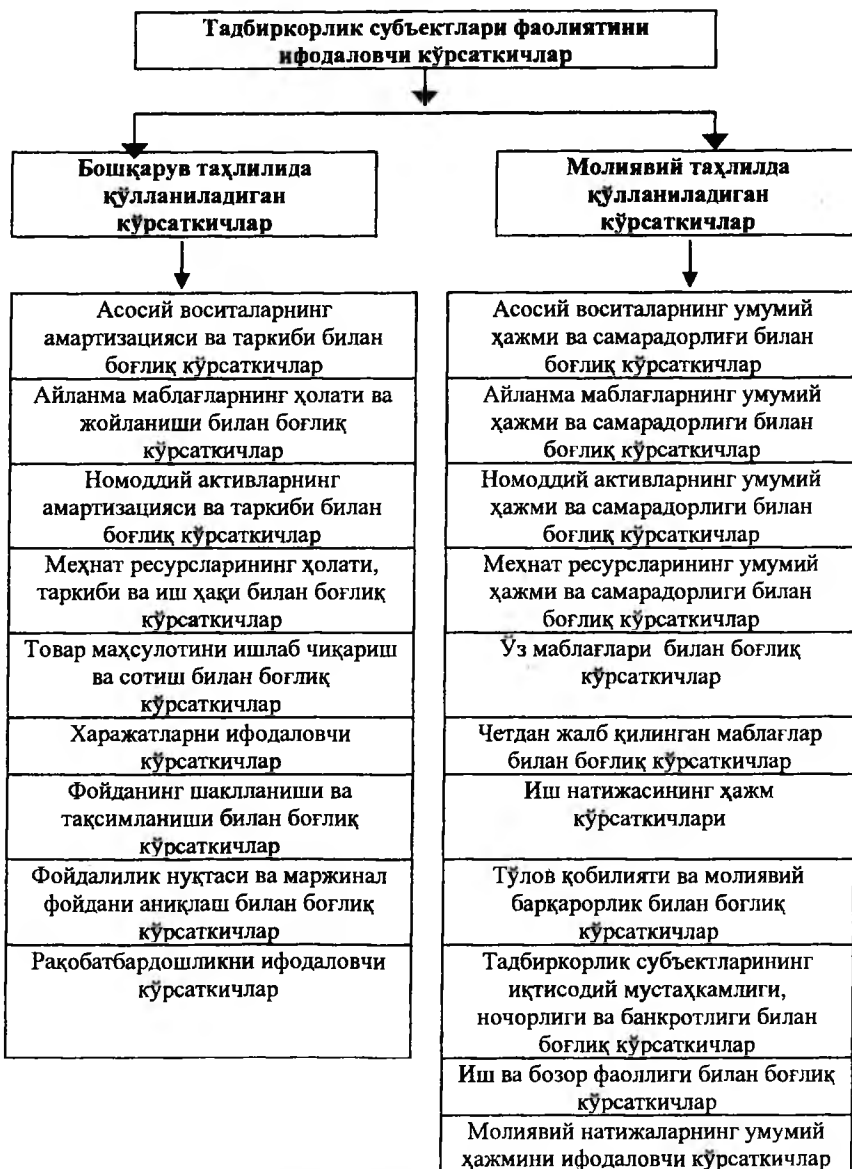 Тадбиркорлик субъектлари фаолиятини
ифодаловчи кўрсаткичлар
Бошқарув таҳлилида
қўлланиладиган
кўрсаткичлар
Асосий воситаларнинг
амартизацияси ва таркиби билан
боғлиқ кўрсаткичлар
Айланма маблағларнинг ҳолати ва
жойланиши билан боғлиқ
кўрсаткичлар
Номоддий активларнинг
амартизацияси ва таркиби билан
боғлиқ кўрсаткичлар
Меҳнат ресурсларининг ҳолати,
таркиби ва иш ҳақи билан боғлиқ
кўрсаткичлар
Товар маҳсулотини ишлаб чиқариш
ва сотиш билан боғлиқ
кўрсаткичлар
Харажатларни ифодаловчи
кўрсаткичлар
Фойданинг шаклланиши ва
тақсимланиши билан боғлиқ
кўрсаткичлар
Фойдалилик нуқтаси ва маржинал
фойдани аниқлаш билан боғлиқ
кўрсаткичлар
Рақобатбардошликни ифодаловчи
кўрсаткичлар
Молиявий таҳлилда
қўлланиладиган
кўрсаткичлар
Асосий воситаларнинг умумий
ҳажми ва самарадорлиғи билан
боғлиқ кўрсаткичлар
Айланма маблағларнинг умумий
ҳажми ва самарадорлиги билан
боғлиқ кўрсаткичлар
Номоддий активларнинг умумий
ҳажми ва самарадорлиги билан
боғлиқ кўрсаткичлар
Меҳнат ресурсларининг умумий
ҳажми ва самарадорлиги билан
боғлиқ кўрсаткичлар
Ўз маблағлари билан боғлиқ
кўрсаткичлар
Четдан жалб қилинган маблағлар
билан боғлиқ кўрсаткичлар
Иш натижасининг ҳажм
кўрсаткичлари
Тўлов қобилияти ва молиявий
барқарорлик билан боғлиқ
кўрсаткичлар
Тадбиркорлик субъектларининг
иқтисодий мустаҳкамлиги,
ночорлиги ва банкротлиги билан
боғлиқ кўрсаткичлар
Иш ва бозор фаоллиги билан боғлиқ
кўрсаткичлар
Молиявий натижаларнинг умумий
ҳажмини ифодаловчи кўрсаткичлар